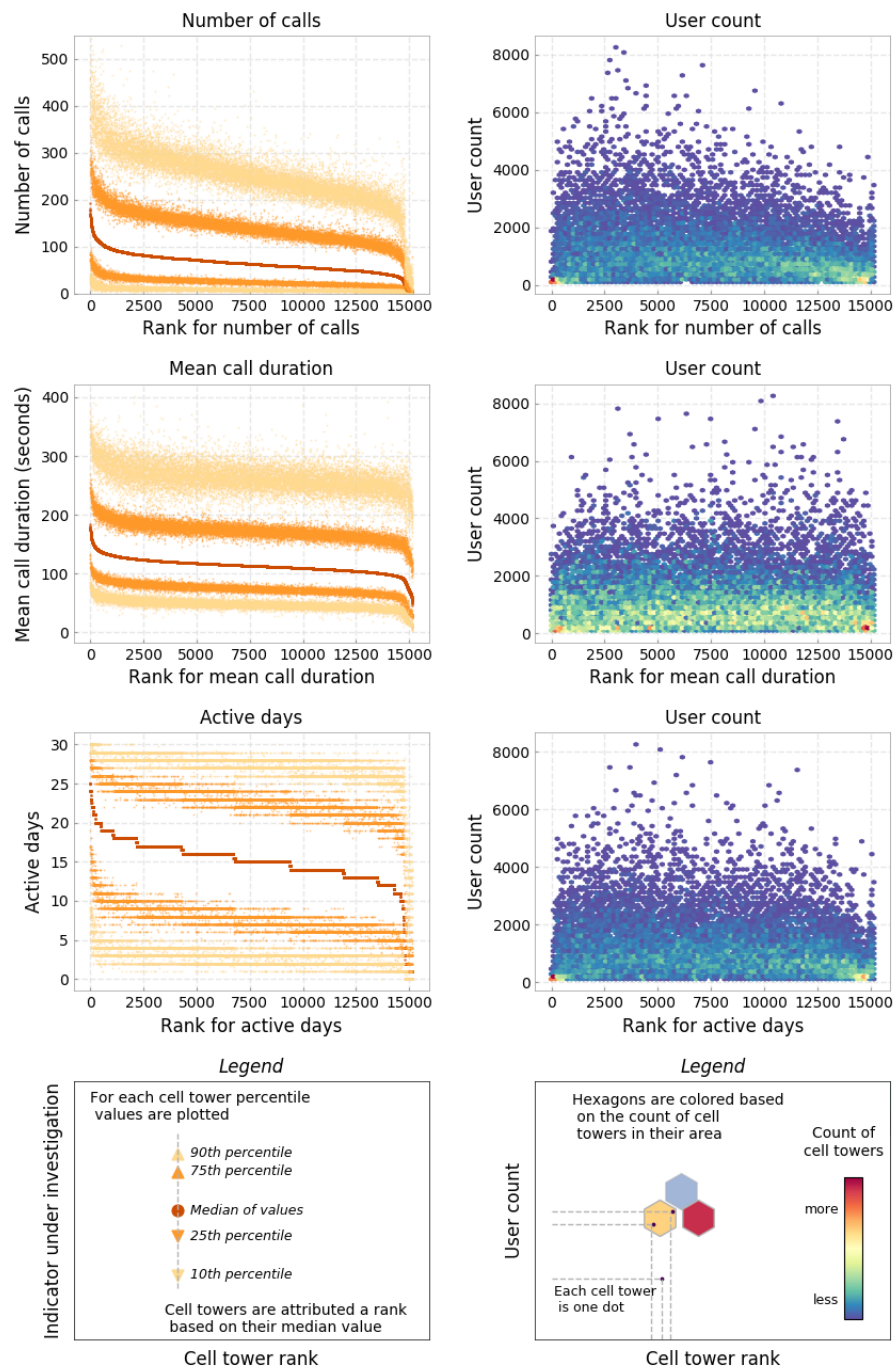 Number of calls
Number of calls
500
400
300
200
100
0
0 2500 5000 7500 10000 12500 15000
Rank for number of calls
User count
User count
8000
6000
4000
2000
0
0 2500 5000 7500 10000 12500 15000
Rank for number of calls
Mean call duration
Mean call duration (seconds)
400
300
200
100
0
0 2500 5000 7500 10000 12500 15000
Rank for mean call duration
User count
User count
8000
6000
4000
2000
0
0 2500 5000 7500 10000 12500 15000
Rank for mean call duration
Active days
Active days
30
25
20
15
10
5
0
0 2500 5000 7500 10000 12500 15000
Rank for active days
User count
User count
8000
6000
4000
2000
0
0 2500 5000 7500 10000 12500 15000
Rank for active days
Legend
Indicator under investigation
For each cell tower percentile
values are plotted
90th percentile
75th percentile
Median of values
25th percentile
10th percentile
Cell towers are attributed a rank
based on their median value
Cell tower rank
Legend
User count
Hexagons are colored based
on the count of cell
towers in their area
Count of
cell towers
more
less
Each cell tower
is one dot
Cell tower rank